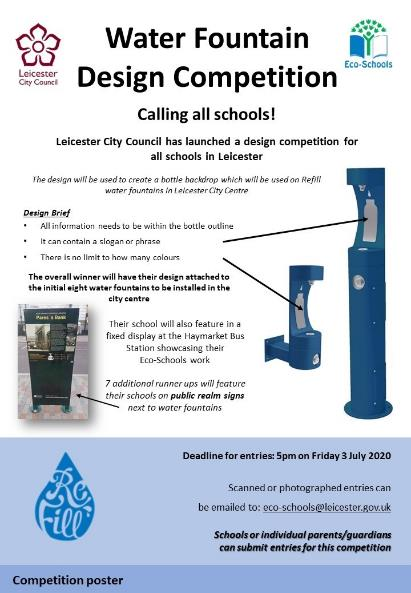 Leicester
City Council
Water Fountain
Design Competition
Eco-Schools
Calling all schools!
Leicester City Council has launched a design competition for
all schools in Leicester
The design will be used to create a bottle backdrop which will be used on Refill
water fountains in Leicester City Centre
Design Brief
• All information needs to be within the bottle outline
• It can contain a slogan or phrase
• There is no limit to how many colours
The overall winner will have their design attached to
the initial eight water fountains to be installed in the
city centre
Their school will also feature in a
fixed display at the Haymarket Bus
Station showcasing their
Eco-Schools work
7 additional runner ups will feature
their schools on public realm signs
next to water fountains
Deadline for entries: 5pm on Friday 3 July 2020
Re
Fill
Scanned or photographed entries can
be emailed to: eco-schools@leicester.gov.uk
Schools or individual parents/guardians
can submit entries for this competition
Competition poster